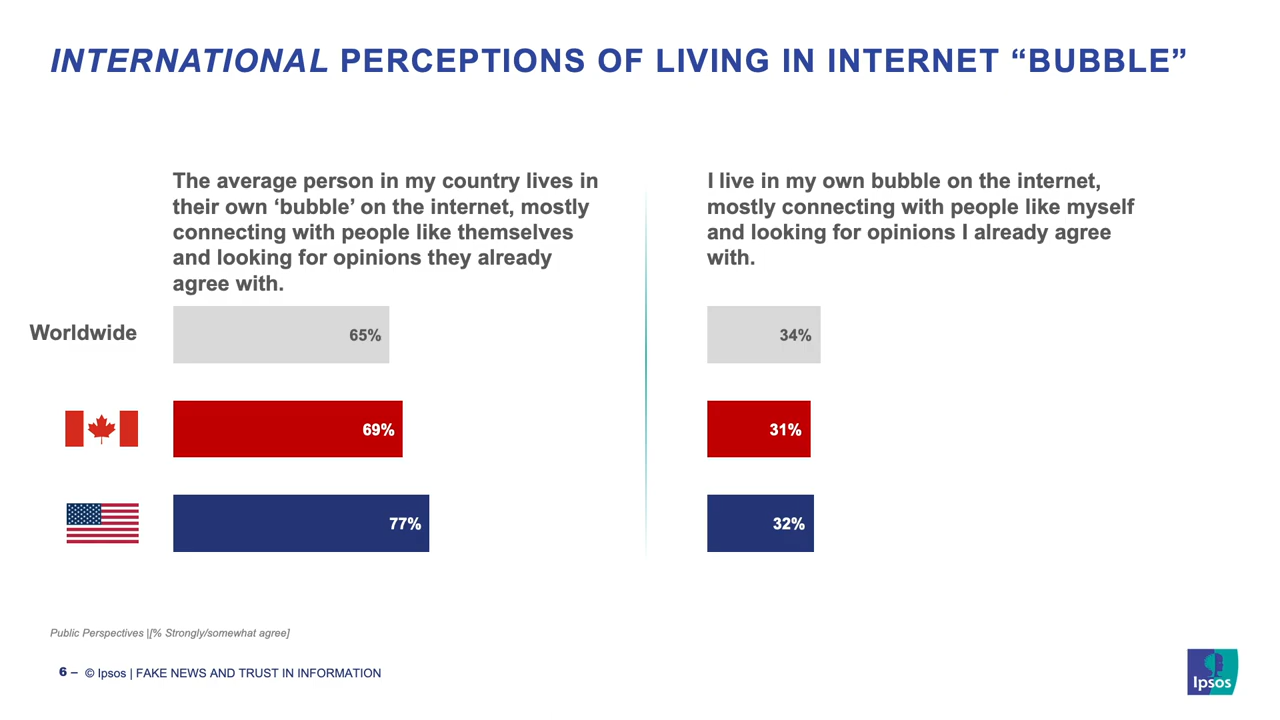 INTERNATIONAL PERCEPTIONS OF LIVING IN INTERNET “BUBBLE”
The average person in my country lives in
their own ‘bubble’ on the internet, mostly
connecting with people like themselves
and looking for opinions they already
agree with.
I live in my own bubble on the internet,
mostly connecting with people like myself
and looking for opinions I already agree
with.
Worldwide
65%
34%
69%
31%
77%
32%
Public Perspectives |[% Strongly/somewhat agree]
6 – © Ipsos | FAKE NEWS AND TRUST IN INFORMATION
Ipsos